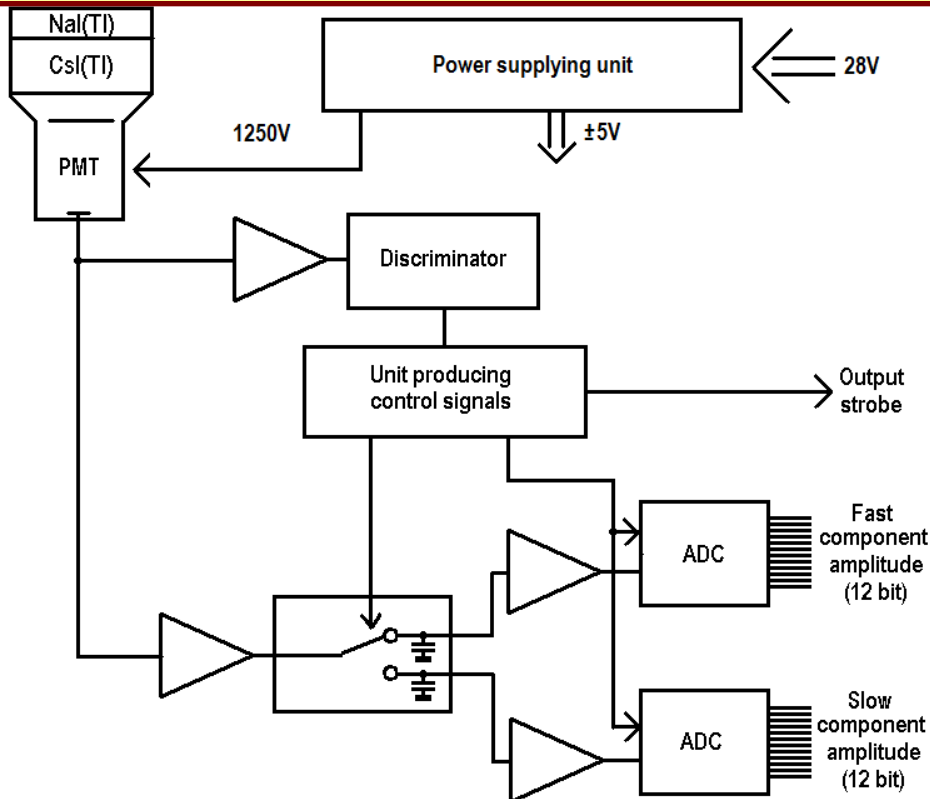 NaI(Tl)
CsI(Tl)
PMT
1250V
Power supplying unit
28V
±5V
Discriminator
Unit producing
control signals
Output
strobe
ADC
Fast
component
amplitude
(12 bit)
ADC
Slow
component
amplitude
(12 bit)